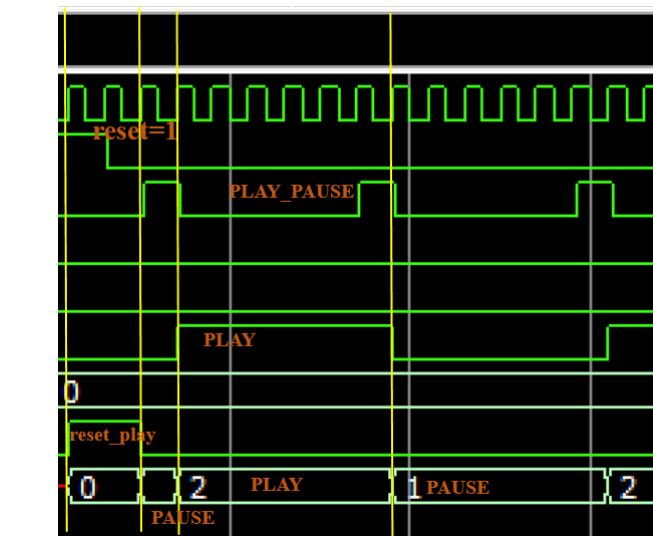 reset=1
PLAY_PAUSE
PLAY
0
reset_play
0 2 PLAY 1 PAUSE 2
PAUSE